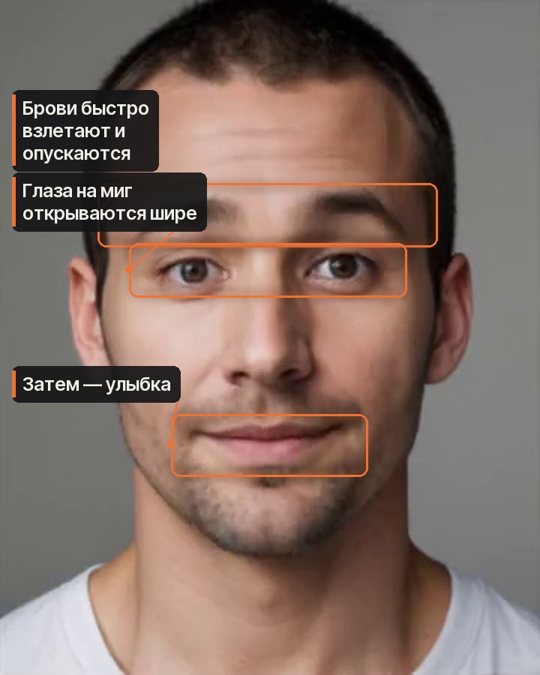 Брови быстро
взлетают и
опускаются
Глаза на миг
открываются шире
Затем — улыбка